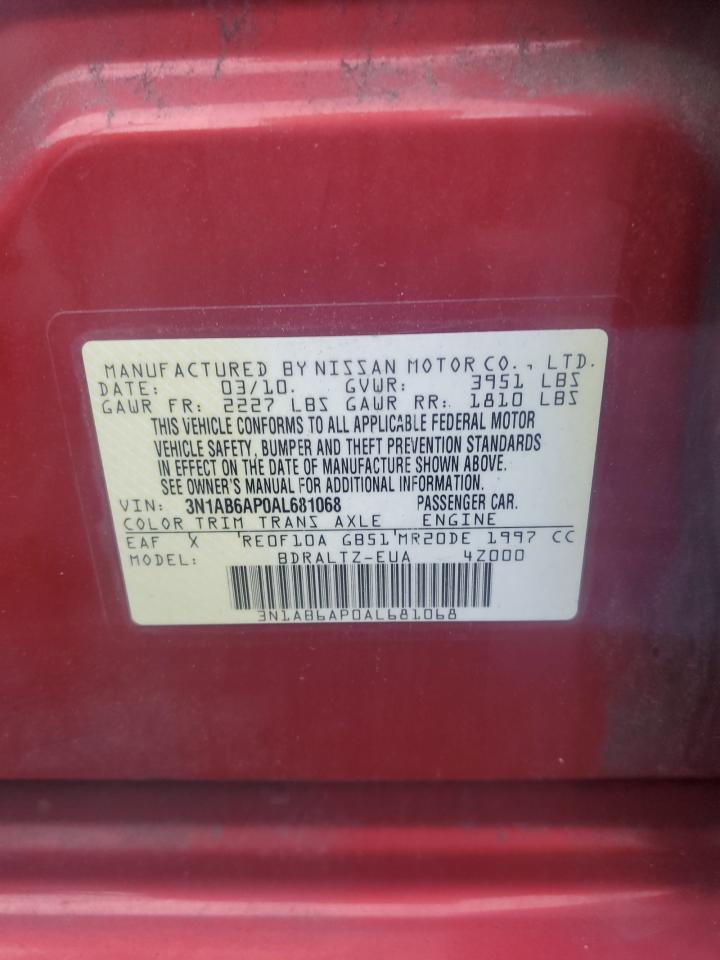 MANUFACTURED BY NISSAN MOTOR CO., LTD.
DATE: 03/10. GVWR: 3951 LBS
GAWR FR: 2227 LBS GAWR RR: 1810 LBS
THIS VEHICLE CONFORMS TO ALL APPLICABLE FEDERAL MOTOR
VEHICLE SAFETY, BUMPER AND THEFT PREVENTION STANDARDS
IN EFFECT ON THE DATE OF MANUFACTURE SHOWN ABOVE.
SEE OWNER'S MANUAL FOR ADDITIONAL INFORMATION.
VIN: 3N1AB6AP0AL681068 PASSENGER CAR.
COLOR TRIM TRANS AXLE ENGINE
EAF X 'RE0F10A GB51'MR20DE 1997 CC
MODEL: BDRALTZ-EUA 4Z000
3N1AB6AP0AL681068